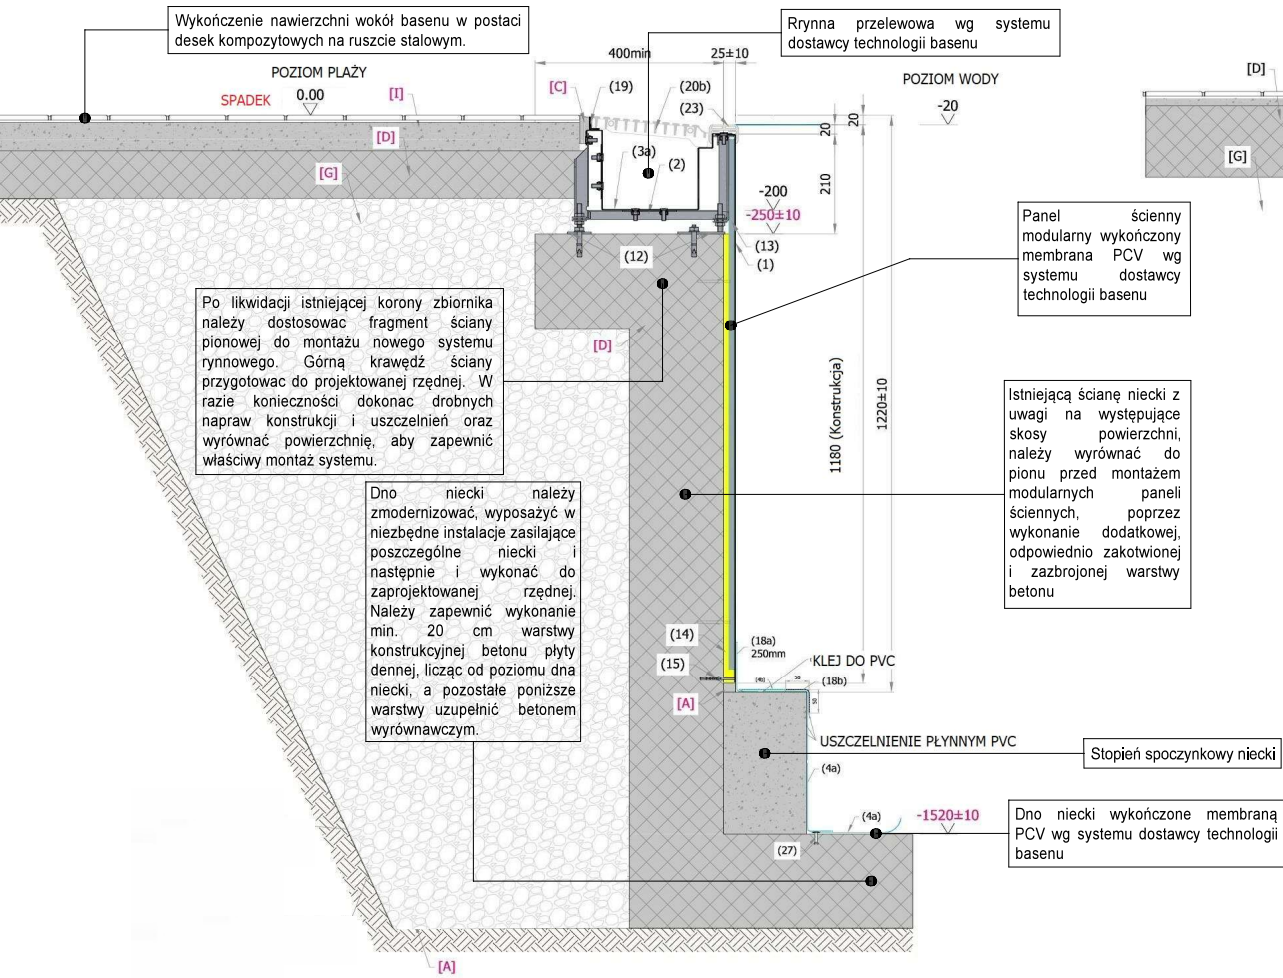 Wykończenie nawierzchni wokół basenu w postaci
desek kompozytowych na ruszcie stalowym.
Rrynna przelewowa wg systemu
dostawcy technologii basenu
400min
25±10
POZIOM PLAŻY
0.00
SPADEK
[I]
[C]
(19)
(20b)
(23)
POZIOM WODY
-20
20
20
[D]
[D]
[G]
[G]
(3a)
(2)
210
-200
-250±10
(13)
(1)
(12)
[D]
Panel ścienny
modularny wykończony
membrana PCV wg
systemu dostawcy
technologii basenu
Po likwidacji istniejącej korony zbiornika
należy dostosowac fragment ściany
pionowej do montażu nowego systemu
rynnowego. Górną krawędź ściany
przygotowac do projektowanej rzędnej. W
razie konieczności dokonac drobnych
napraw konstrukcji i uszczelnień oraz
wyrównać powierzchnię, aby zapewnić
właściwy montaż systemu.
1180 (Konstrukcja)
1220±10
Istniejącą ścianę niecki z
uwagi na występujące
skosy powierzchni,
należy wyrównać do
pionu przed montażem
modularnych paneli
ściennych, poprzez
wykonanie dodatkowej,
odpowiednio zakotwionej
i zazbrojonej warstwy
betonu
Dno niecki należy
zmodernizować, wyposażyć w
niezbędne instalacje zasilające
poszczególne niecki i
następnie i wykonać do
zaprojektowanej rzędnej.
Należy zapewnić wykonanie
min. 20 cm warstwy
konstrukcyjnej betonu płyty
dennej, licząc od poziomu dna
niecki, a pozostałe poniższe
warstwy uzupełnić betonem
wyrównawczym.
(14)
(15)
[A]
(18a)
250mm
KLEJ DO PVC
50
(18b)
50
USZCZELNIENIE PŁYNNYM PVC
(4a)
Stopień spoczynkowy niecki
(4a)
-1520±10
(27)
Dno niecki wykończone membraną
PCV wg systemu dostawcy technologii
basenu
[A]